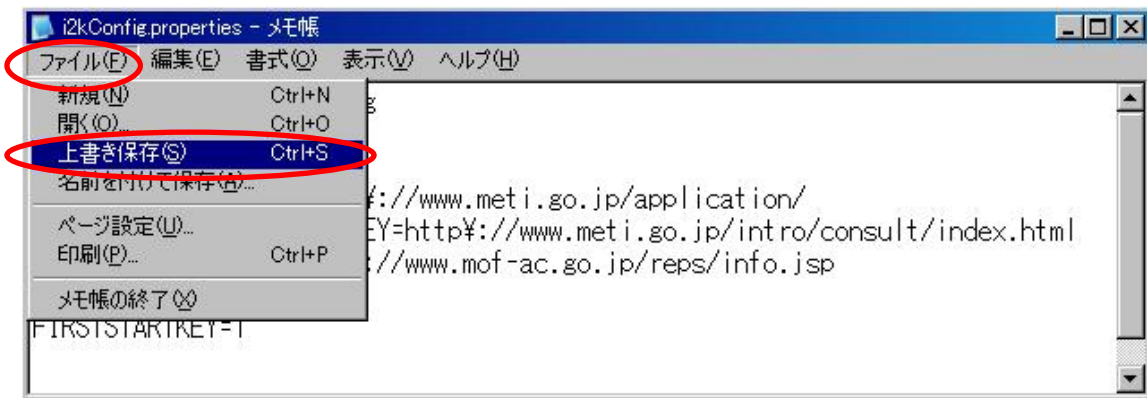 i2kConfig.properties - メモ帳
ファイル(F) 編集(E) 書式(O) 表示(V) ヘルプ(H)
新規(N) Ctrl+N
g
開く(O)... Ctrl+O
上書き保存(S) Ctrl+S
名前を付けて保存(A)...
¥://www.meti.go.jp/application/
ページ設定(U)...
EY=http¥://www.meti.go.jp/intro/consult/index.html
印刷(P)... Ctrl+P
://www.mof-ac.go.jp/reps/info.jsp
メモ帳の終了(X)
FIRSTSTARTKEY=1